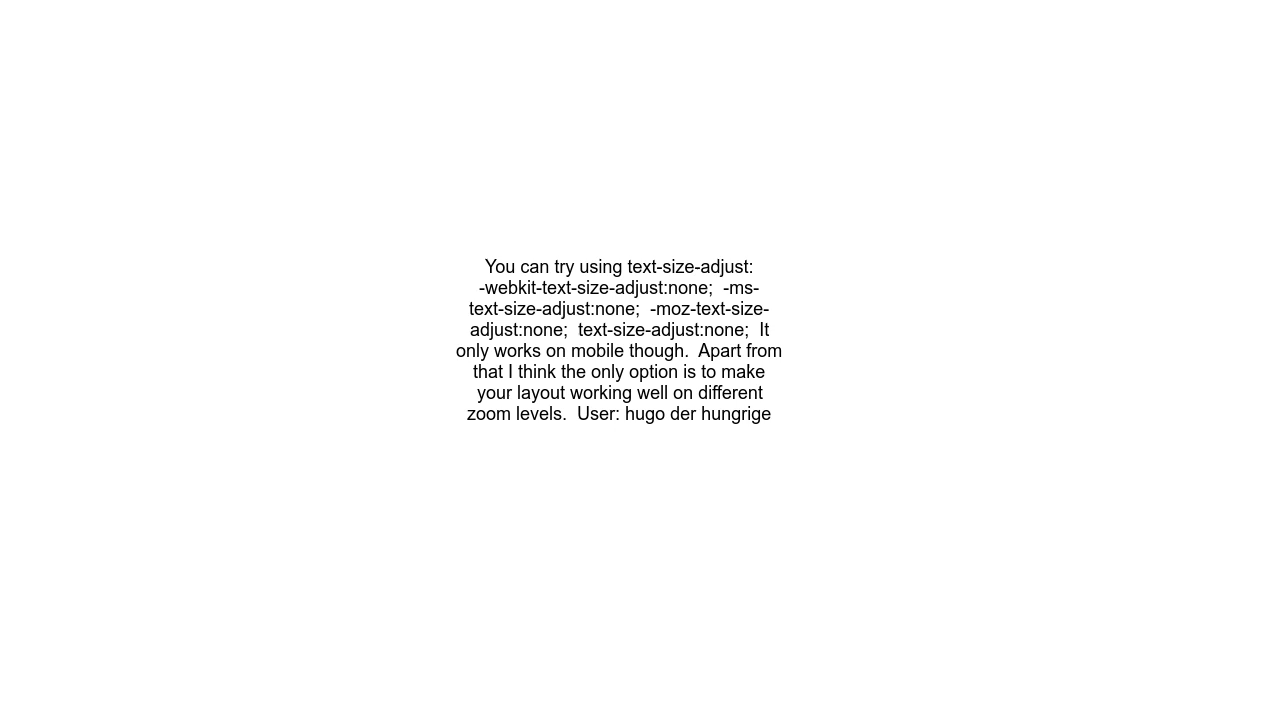 You can try using text-size-adjust:
-webkit-text-size-adjust:none;  -ms-
text-size-adjust:none;  -moz-text-size-
adjust:none;  text-size-adjust:none;  It
only works on mobile though.  Apart from
that I think the only option is to make
your layout working well on different
zoom levels.  User: hugo der hungrige